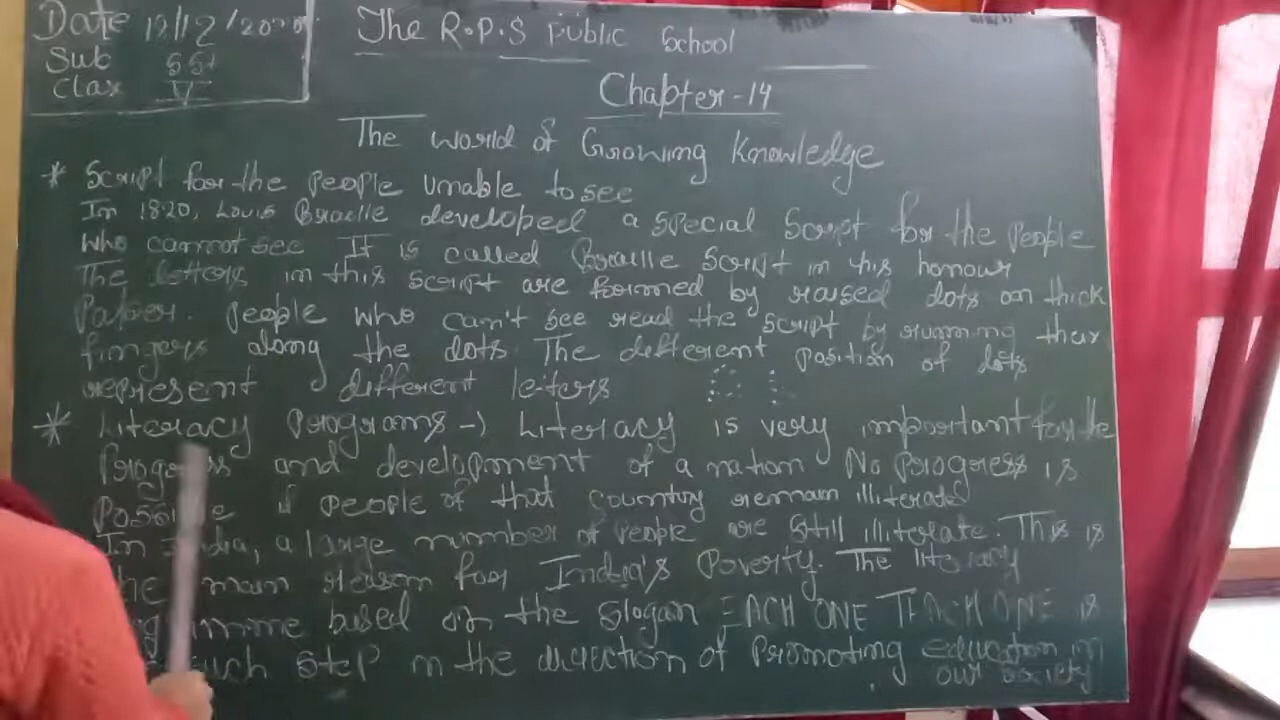 Date 12/12/2020
Sub SSt
Class V
The R.P.S Public School
Chapter-14
The World of Growing Knowledge
* Script for the People Unable to see
In 1820, Louis Braille developed a special Script for the People
who cannot see It is called Braille Script in his honour
The letters in this script are formed by raised dots on thick
Paper. People who can't see read the script by running their
fingers along the dots. The different position of dots
represent different letters
* Literacy Programs → Literacy is very important for the
Progress and development of a nation No Progress is
if people of that country remain illiterate
In India, a large number of People are still illiterate. This is
main reason for India's Poverty. The literacy
based on the slogan EACH ONE TEACH ONE is
such step in the direction of Promoting education in
our society